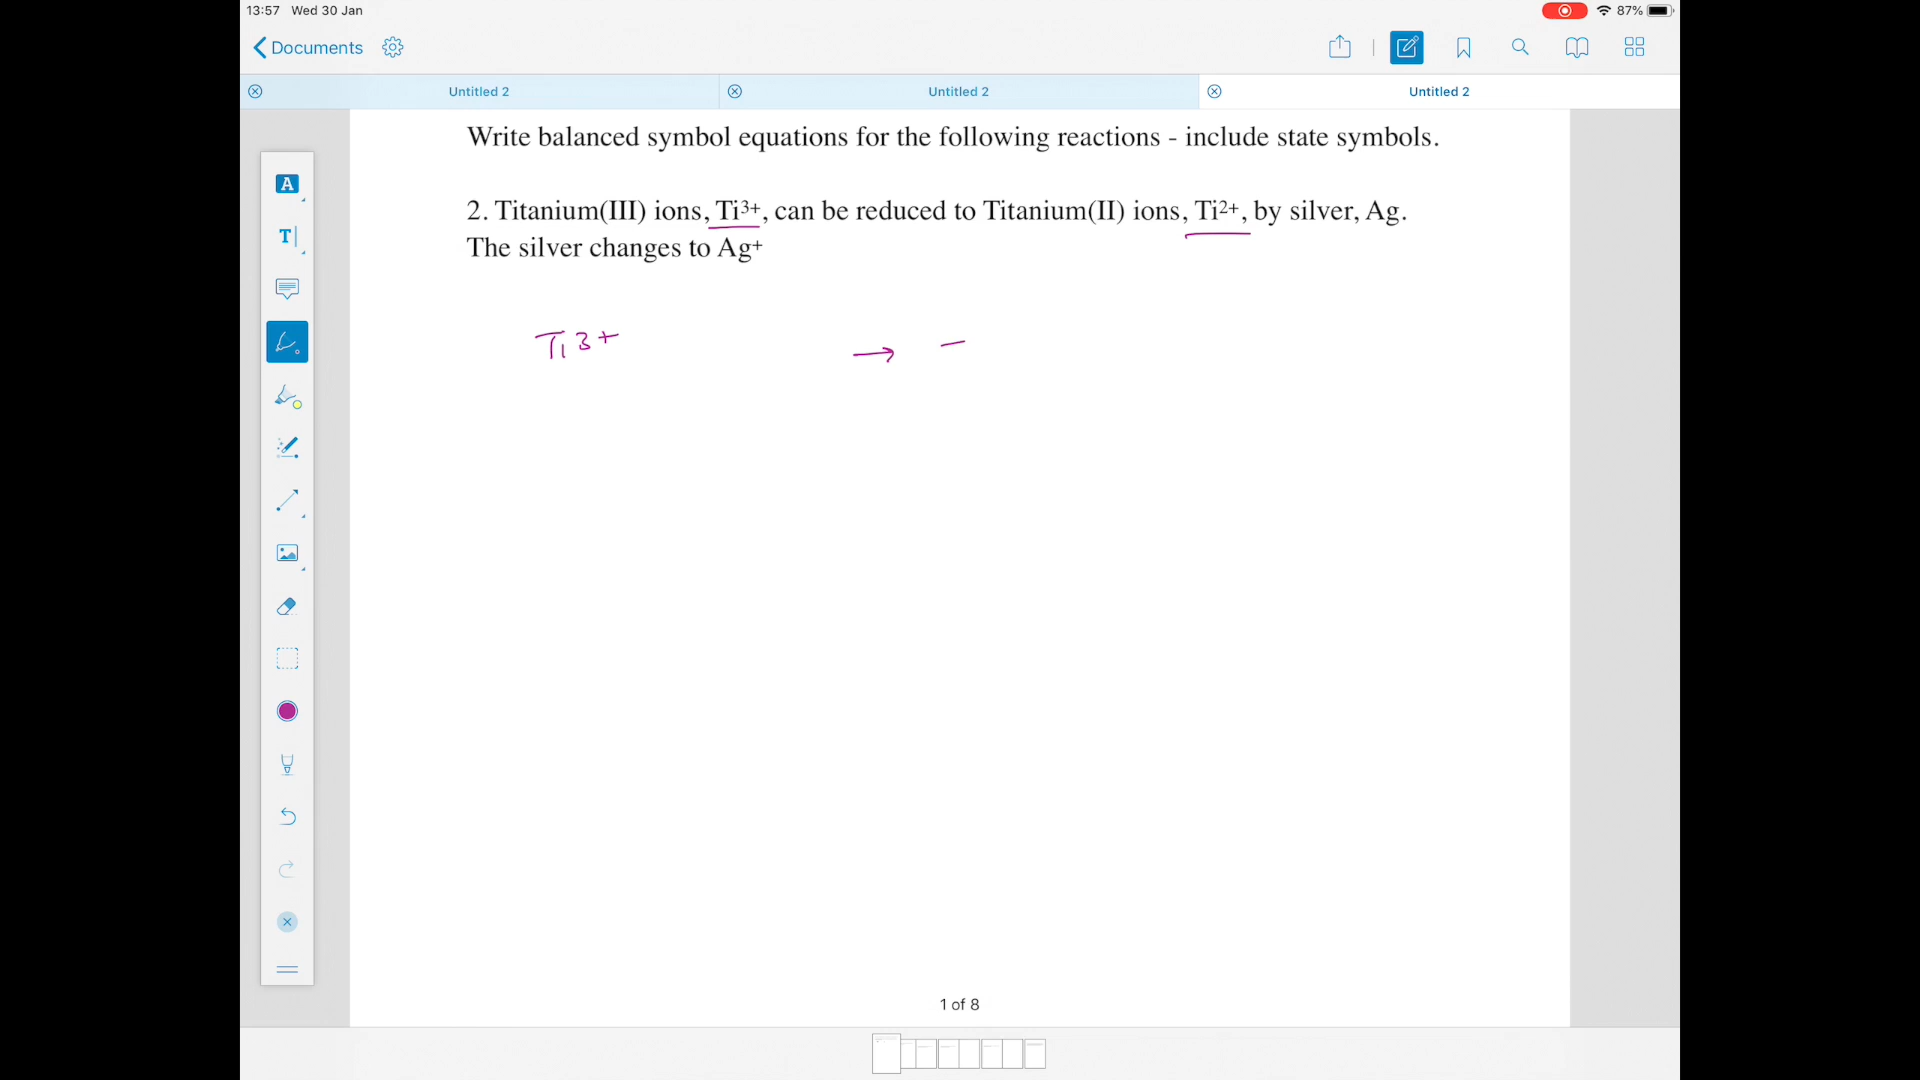 13:57 Wed 30 Jan 87%
Documents
Untitled 2 Untitled 2 Untitled 2
Write balanced symbol equations for the following reactions - include state symbols.
2. Titanium(III) ions, Ti³⁺, can be reduced to Titanium(II) ions, Ti²⁺, by silver, Ag.
The silver changes to Ag⁺
Ti 3+ → –
A
T
1 of 8